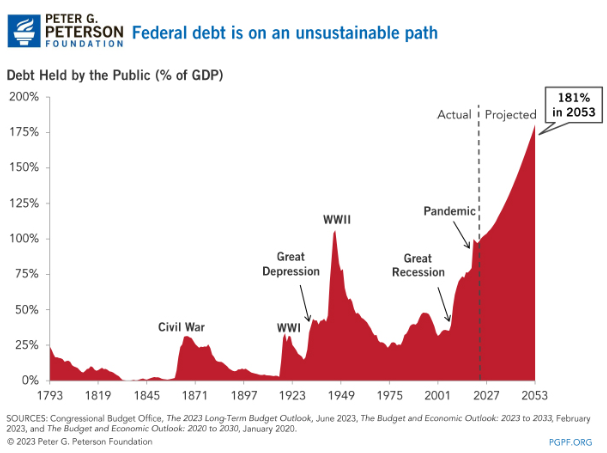 PETER G.
PETERSON
FOUNDATION
Federal debt is on an unsustainable path
Debt Held by the Public (% of GDP)
200%
175%
150%
125%
100%
75%
50%
25%
0%
Actual
Projected
181%
in 2053
Pandemic
WWII
Great
Depression
Great
Recession
Civil War
WWI
1793
1819
1845
1871
1897
1923
1949
1975
2001
2027
2053
SOURCES: Congressional Budget Office, The 2023 Long-Term Budget Outlook, June 2023, The Budget and Economic Outlook: 2023 to 2033, February
2023, and The Budget and Economic Outlook: 2020 to 2030, January 2020.
© 2023 Peter G. Peterson Foundation
PGPF.ORG